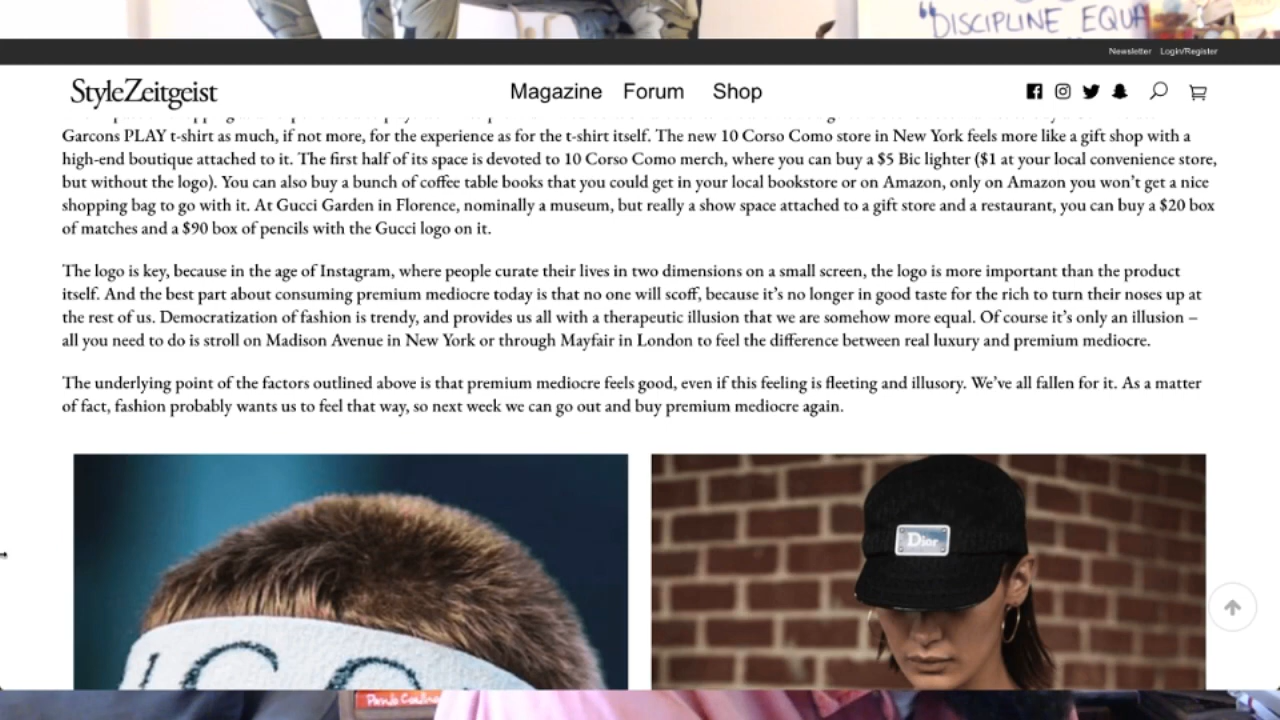 "DISCIPLINE EQUA
Newsletter Login/Register
StyleZeitgeist
Magazine Forum Shop
Garcons PLAY t-shirt as much, if not more, for the experience as for the t-shirt itself. The new 10 Corso Como store in New York feels more like a gift shop with a
high-end boutique attached to it. The first half of its space is devoted to 10 Corso Como merch, where you can buy a $5 Bic lighter ($1 at your local convenience store,
but without the logo). You can also buy a bunch of coffee table books that you could get in your local bookstore or on Amazon, only on Amazon you won't get a nice
shopping bag to go with it. At Gucci Garden in Florence, nominally a museum, but really a show space attached to a gift store and a restaurant, you can buy a $20 box
of matches and a $90 box of pencils with the Gucci logo on it.
The logo is key, because in the age of Instagram, where people curate their lives in two dimensions on a small screen, the logo is more important than the product
itself. And the best part about consuming premium mediocre today is that no one will scoff, because it's no longer in good taste for the rich to turn their noses up at
the rest of us. Democratization of fashion is trendy, and provides us all with a therapeutic illusion that we are somehow more equal. Of course it's only an illusion –
all you need to do is stroll on Madison Avenue in New York or through Mayfair in London to feel the difference between real luxury and premium mediocre.
The underlying point of the factors outlined above is that premium mediocre feels good, even if this feeling is fleeting and illusory. We've all fallen for it. As a matter
of fact, fashion probably wants us to feel that way, so next week we can go out and buy premium mediocre again.
Dior